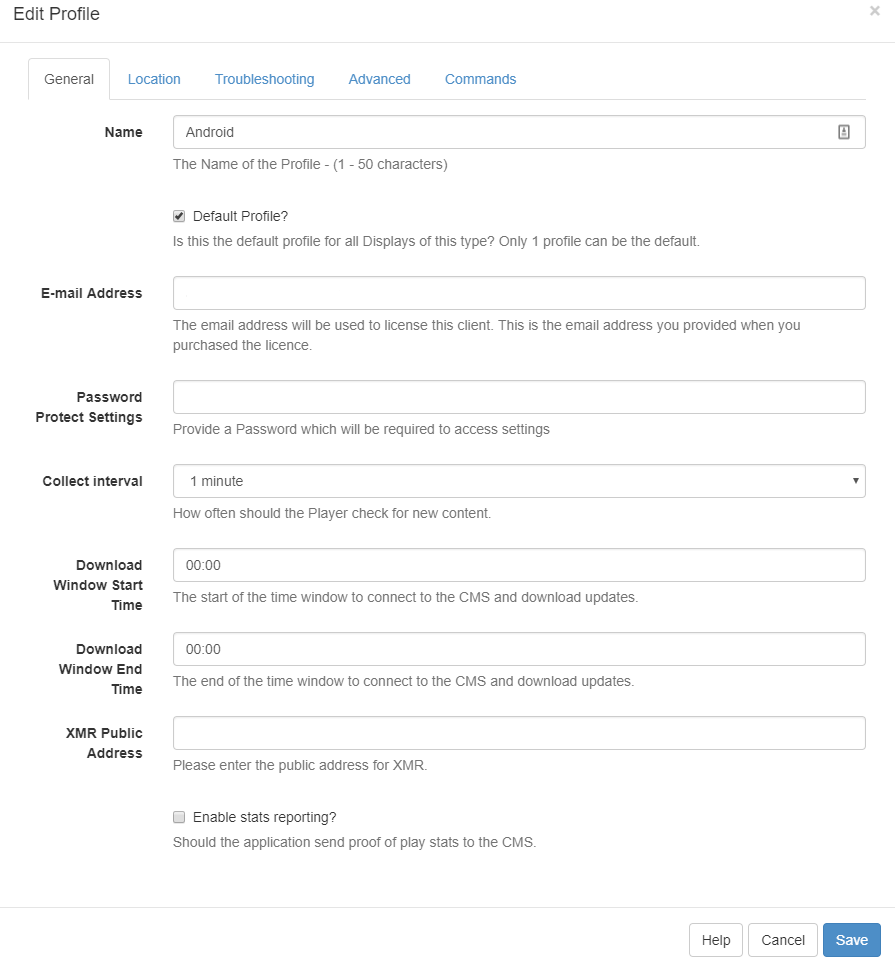 Edit Profile ×
General Location Troubleshooting Advanced Commands
Name Android
The Name of the Profile - (1 - 50 characters)
Default Profile?
Is this the default profile for all Displays of this type? Only 1 profile can be the default.
E-mail Address
The email address will be used to license this client. This is the email address you provided when you
purchased the licence.
Password
Protect Settings
Provide a Password which will be required to access settings
Collect interval 1 minute
How often should the Player check for new content.
Download
Window Start
Time
00:00
The start of the time window to connect to the CMS and download updates.
Download
Window End
Time
00:00
The end of the time window to connect to the CMS and download updates.
XMR Public
Address
Please enter the public address for XMR.
Enable stats reporting?
Should the application send proof of play stats to the CMS.
Help Cancel Save